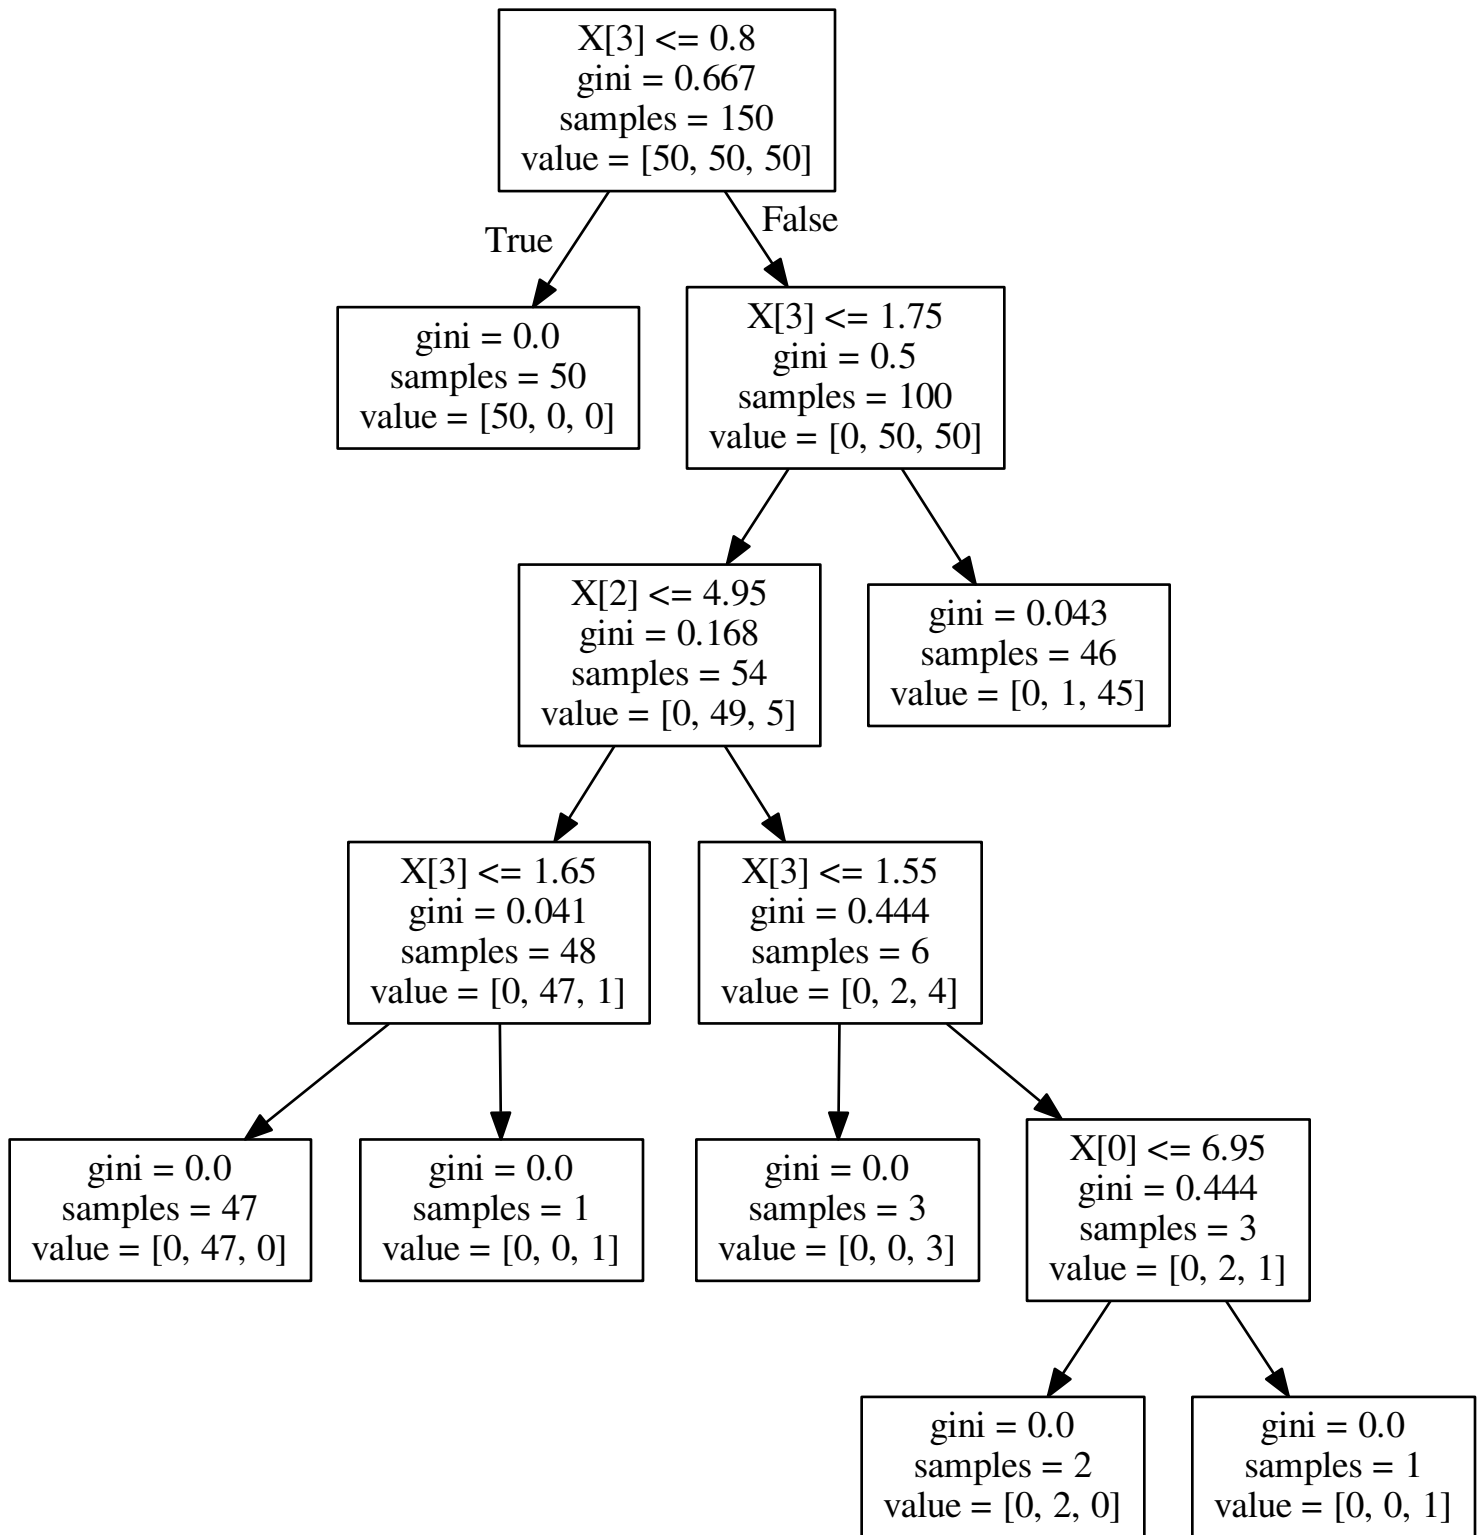 X[3] <= 0.8
gini = 0.667
samples = 150
value = [50, 50, 50]
True
False
gini = 0.0
samples = 50
value = [50, 0, 0]
X[3] <= 1.75
gini = 0.5
samples = 100
value = [0, 50, 50]
X[2] <= 4.95
gini = 0.168
samples = 54
value = [0, 49, 5]
gini = 0.043
samples = 46
value = [0, 1, 45]
X[3] <= 1.65
gini = 0.041
samples = 48
value = [0, 47, 1]
X[3] <= 1.55
gini = 0.444
samples = 6
value = [0, 2, 4]
gini = 0.0
samples = 47
value = [0, 47, 0]
gini = 0.0
samples = 1
value = [0, 0, 1]
gini = 0.0
samples = 3
value = [0, 0, 3]
X[0] <= 6.95
gini = 0.444
samples = 3
value = [0, 2, 1]
gini = 0.0
samples = 2
value = [0, 2, 0]
gini = 0.0
samples = 1
value = [0, 0, 1]